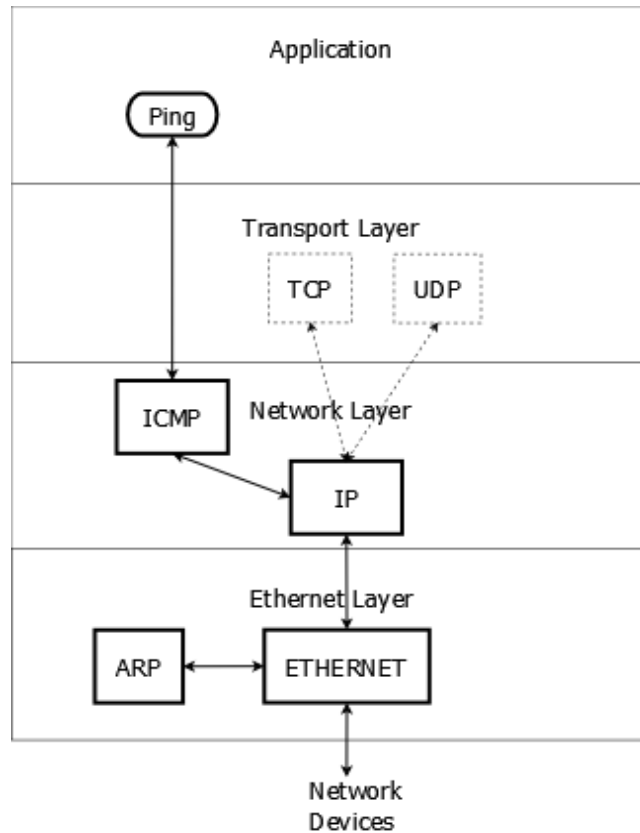 Application
Ping
Transport Layer
TCP
UDP
ICMP
Network Layer
IP
Ethernet Layer
ARP
ETHERNET
Network
Devices